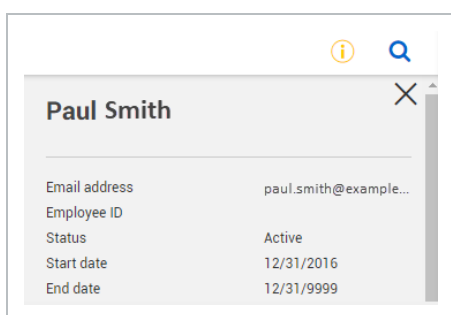 Paul Smith
Email address paul.smith@example...
Employee ID
Status Active
Start date 12/31/2016
End date 12/31/9999